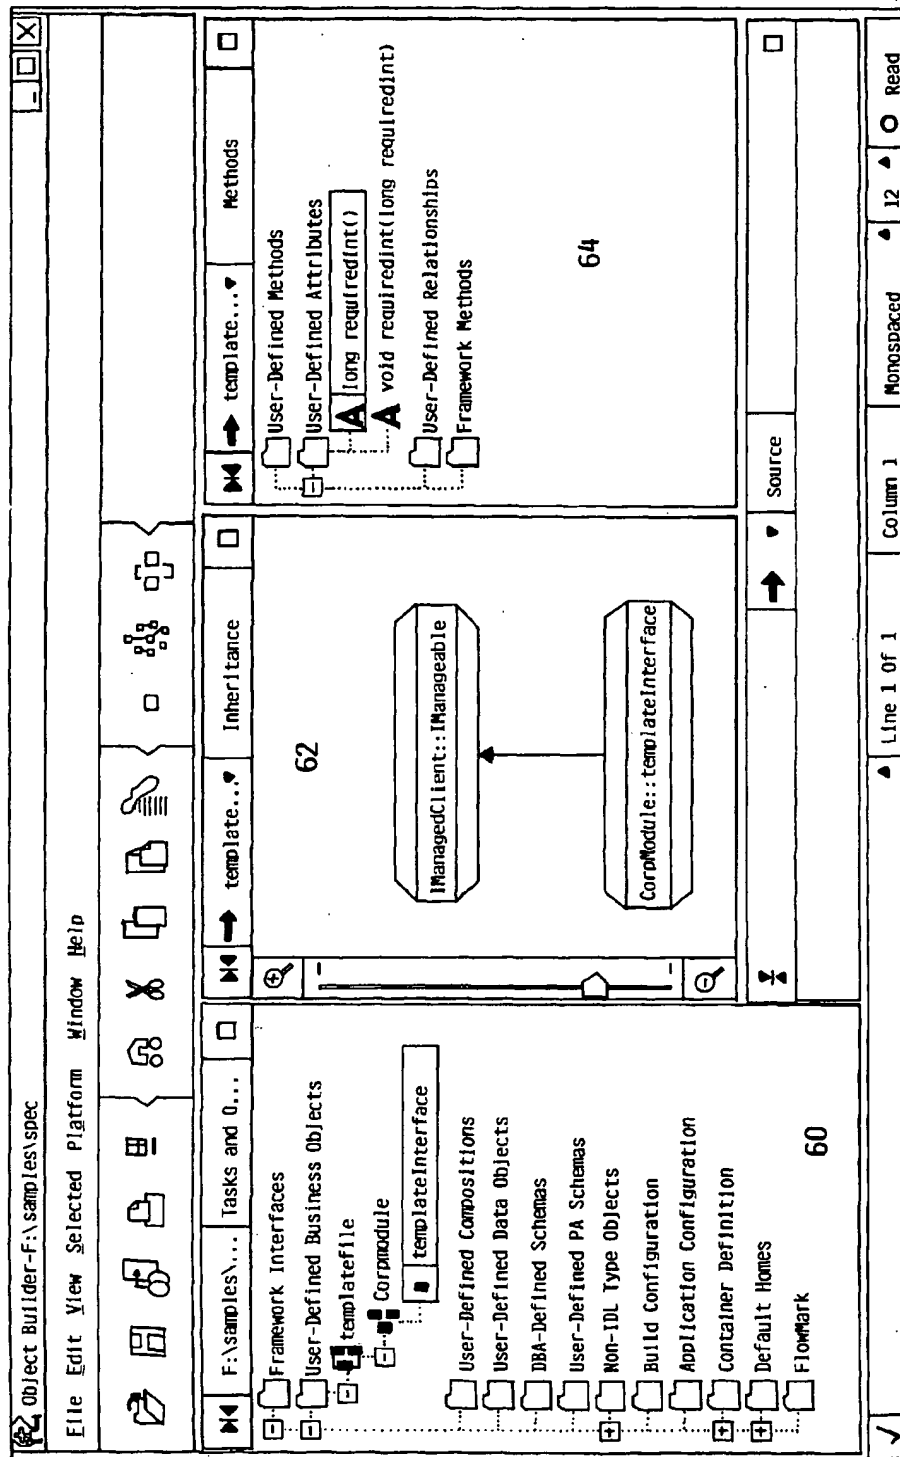 Object Builder-F:\samples\spec
File Edit View Selected Platform Window Help
F:\samples\... Tasks and O...
Framework Interfaces
User-Defined Business Objects
templatefile
Corpmodule
templateInterface
User-Defined Compositions
User-Defined Data Objects
DBA-Defined Schemas
User-Defined PA Schemas
Non-IDL Type Objects
Build Configuration
Application Configuration
Container Definition
Default Homes
FlowMark
60
template... Inheritance
62
IManagedClient::IManageable
CorpModule::templateInterface
template... Methods
User-Defined Methods
User-Defined Attributes
A long requiredint()
A void requiredint(long requiredint)
User-Defined Relationships
Framework Methods
64
Source
Line 1 Of 1 Column 1 Monospaced 12 Read